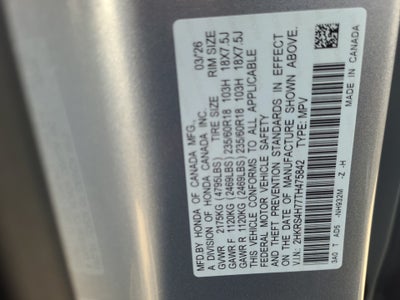 MFD. BY HONDA OF CANADA MFG., 03/26
A DIVISION OF HONDA CANADA INC.
TIRE SIZE RIM SIZE
GVWR 2175KG (4795LBS)
GAWR F 1120KG (2469LBS) 235/60R18 103H 18X7.5J
GAWR R 1120KG (2469LBS) 235/60R18 103H 18X7.5J
THIS VEHICLE CONFORMS TO ALL APPLICABLE
FEDERAL MOTOR VEHICLE SAFETY
AND THEFT PREVENTION STANDARDS IN EFFECT
ON THE DATE OF MANUFACTURE SHOWN ABOVE.
V.I.N.: 2HKRS4H77TH475842 TYPE: MPV
MADE IN CANADA
3A0 T AD5 -NH932M -Z -H